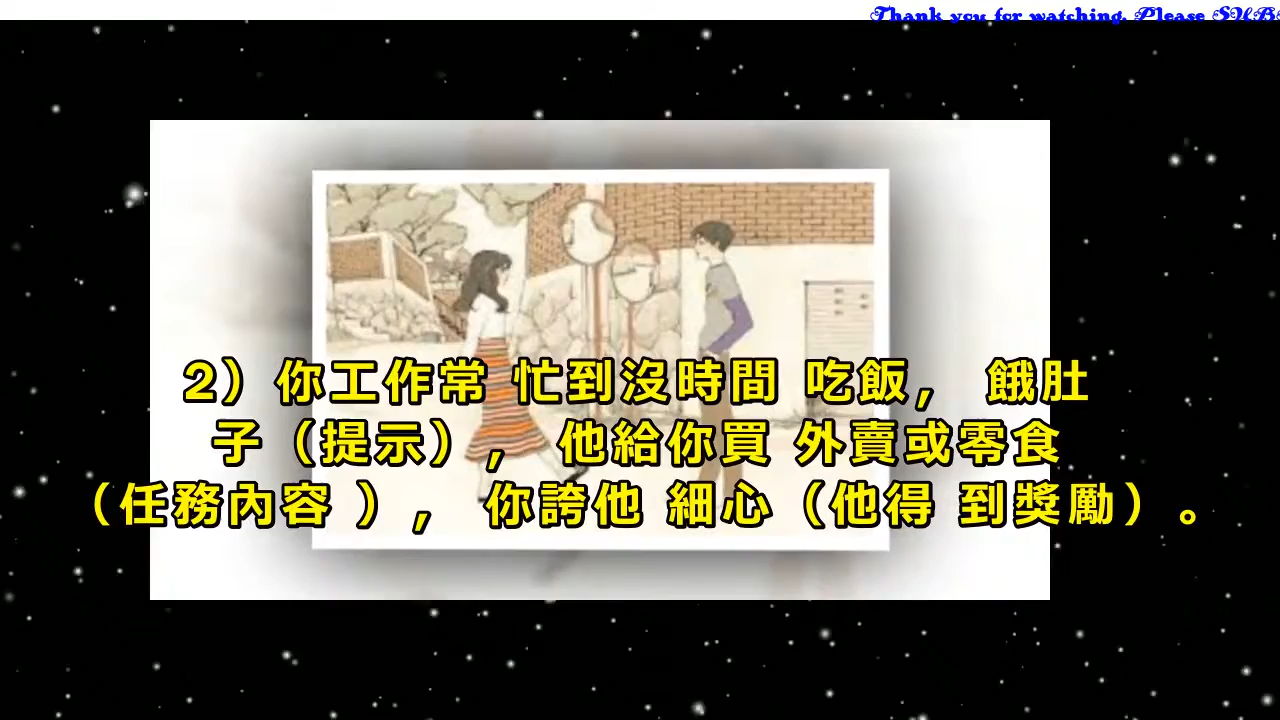 Thank you for watching. Please SUB
2）你工作常 忙到沒時間 吃飯， 餓肚
子（提示）， 他給你買 外賣或零食
（任務內容 ）， 你誇他 細心（他得 到獎勵）。